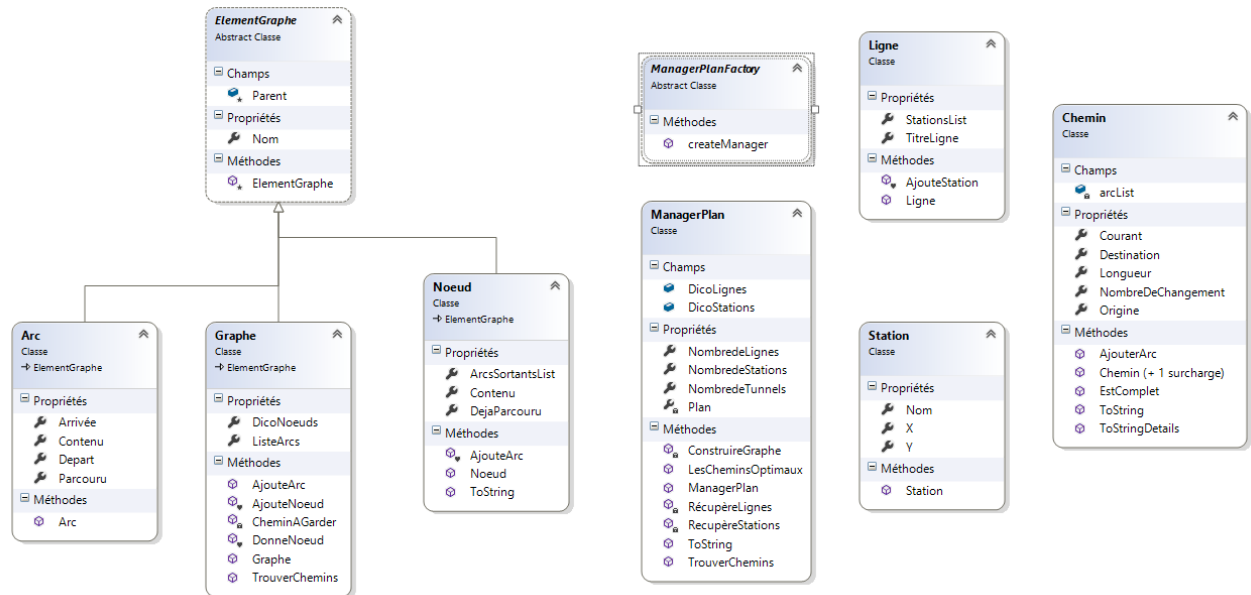 ElementGraphe
Abstract Classe
Champs
Parent
Propriétés
Nom
Méthodes
ElementGraphe
Arc
Classe
ElementGraphe
Propriétés
Arrivée
Contenu
Depart
Parcouru
Méthodes
Arc
Graphe
Classe
ElementGraphe
Propriétés
DicoNoeuds
ListeArcs
Méthodes
AjouteArc
AjouteNoeud
CheminAGarder
DonneNoeud
Graphe
TrouverChemins
Noeud
Classe
ElementGraphe
Propriétés
ArcsSortantsList
Contenu
DejaParcouru
Méthodes
AjouteArc
Noeud
ToString
ManagerPlanFactory
Abstract Classe
Méthodes
createManager
ManagerPlan
Classe
Champs
DicoLignes
DicoStations
Propriétés
NombredeLignes
NombredeStations
NombredeTunnels
Plan
Méthodes
ConstruireGraphe
LesCheminsOptimaux
ManagerPlan
RécupèreLignes
RecupèreStations
ToString
TrouverChemins
Ligne
Classe
Propriétés
StationsList
TitreLigne
Méthodes
AjouteStation
Ligne
Station
Classe
Propriétés
Nom
X
Y
Méthodes
Station
Chemin
Classe
Champs
arcList
Propriétés
Courant
Destination
Longueur
NombreDeChangement
Origine
Méthodes
AjouterArc
Chemin (+ 1 surcharge)
EstComplet
ToString
ToStringDetails